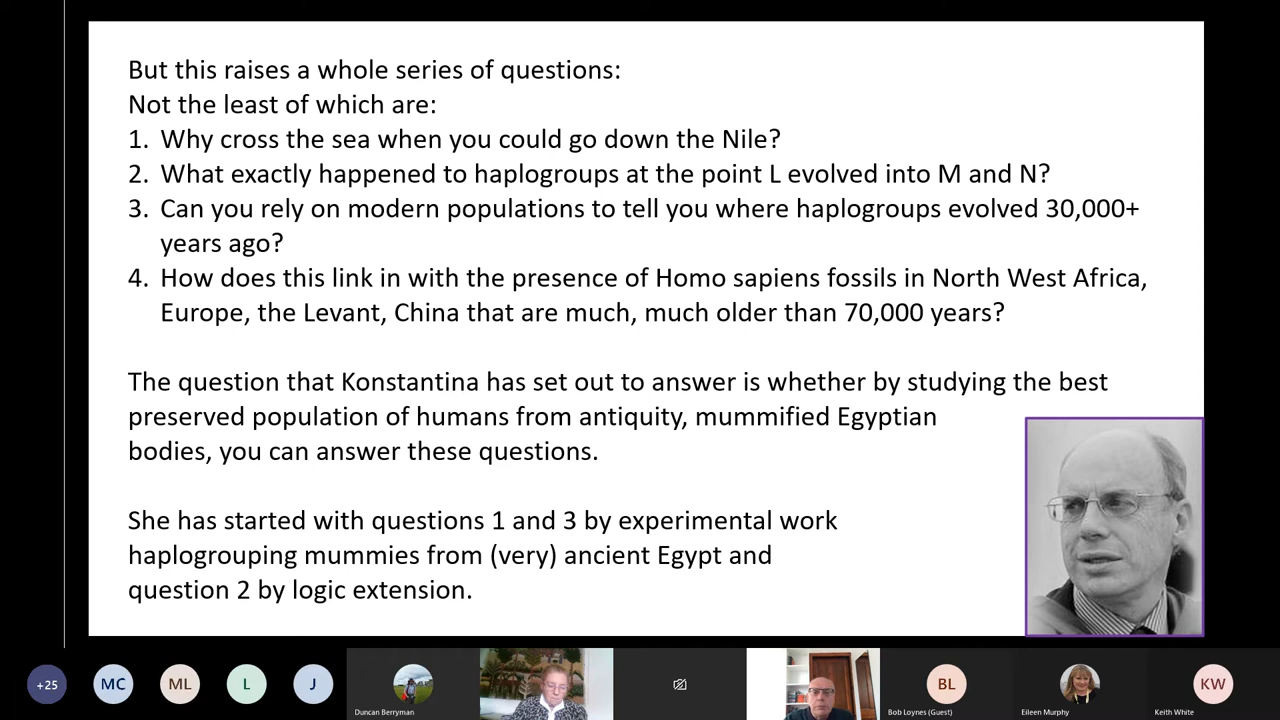 But this raises a whole series of questions:
Not the least of which are:
1. Why cross the sea when you could go down the Nile?
2. What exactly happened to haplogroups at the point L evolved into M and N?
3. Can you rely on modern populations to tell you where haplogroups evolved 30,000+
years ago?
4. How does this link in with the presence of Homo sapiens fossils in North West Africa,
Europe, the Levant, China that are much, much older than 70,000 years?
The question that Konstantina has set out to answer is whether by studying the best
preserved population of humans from antiquity, mummified Egyptian
bodies, you can answer these questions.
She has started with questions 1 and 3 by experimental work
haplogrouping mummies from (very) ancient Egypt and
question 2 by logic extension.
+25
MC
ML
L
J
Duncan Berryman
BL
Bob Loynes (Guest)
Eileen Murphy
KW
Keith White